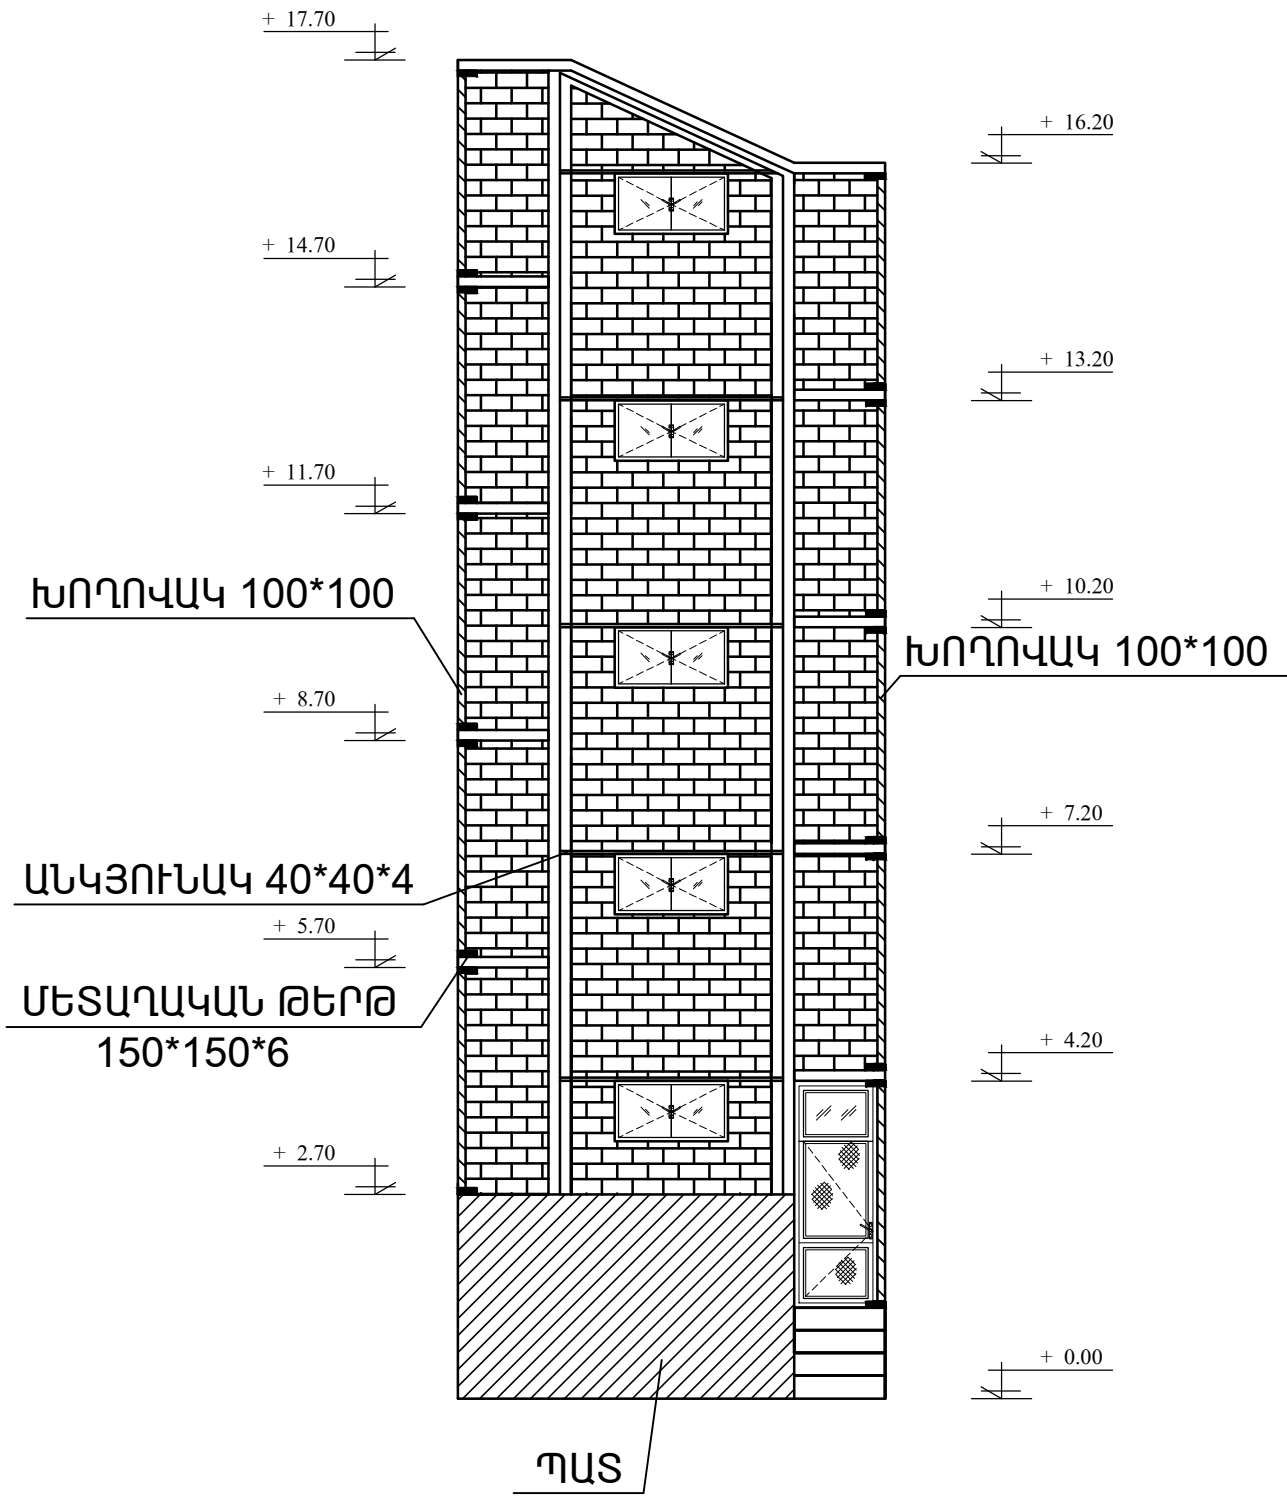 + 17.70
+ 16.20
+ 14.70
+ 13.20
+ 11.70
ԽՈՂՈՎԱԿ 100*100
+ 10.20
ԽՈՂՈՎԱԿ 100*100
+ 8.70
+ 7.20
ԱՆԿՅՈՒՆԱԿ 40*40*4
+ 5.70
ՄԵՏԱՂԱԿԱՆ ԹԵՐԹ
150*150*6
+ 4.20
+ 2.70
+ 0.00
ՊԱՏ